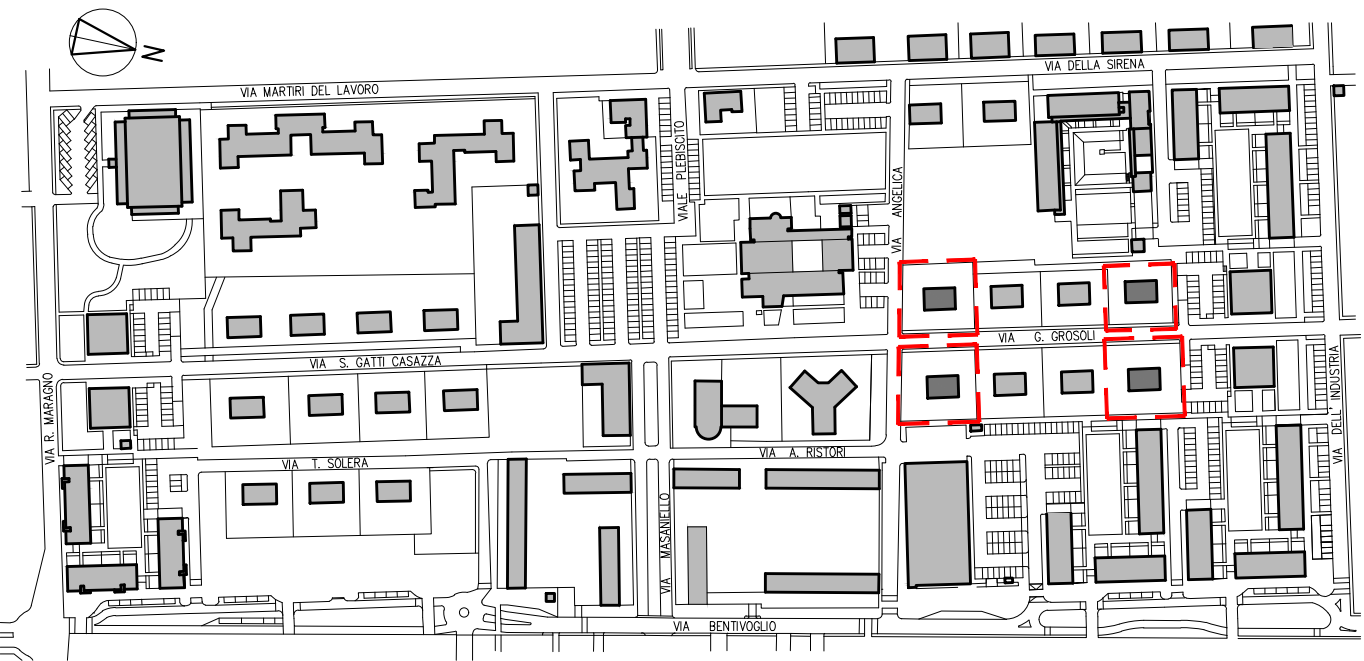 N
VIA MARTIRI DEL LAVORO
VIA DELLA SIRENA
VIALE PLEBISCITO
VIA ANGELICA
VIA G. GROSOLI
VIA S. GATTI CASAZZA
VIA R. MARAGNO
VIA DELL' INDUSTRIA
VIA A. RISTORI
VIA T. SOLERA
VIA MASANIELLO
VIA BENTIVOGLIO